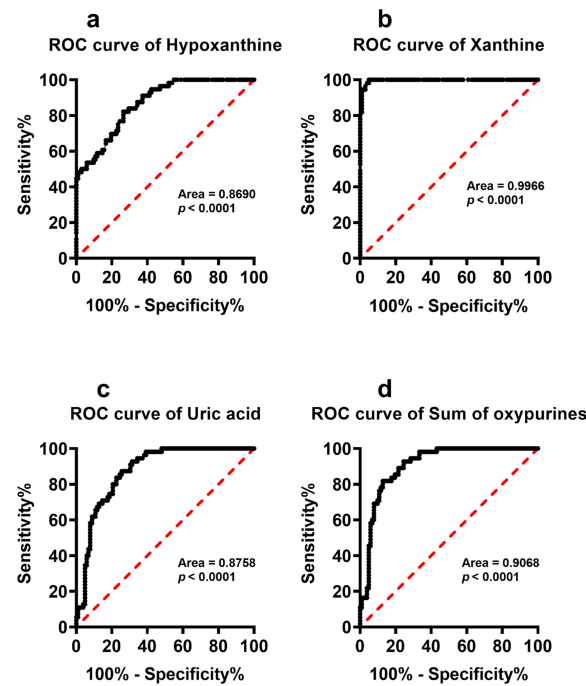 a
ROC curve of Hypoxanthine
Sensitivity%
100
80
60
40
20
0
Area = 0.8690
p < 0.0001
0 20 40 60 80 100
100% - Specificity%
b
ROC curve of Xanthine
Sensitivity%
100
80
60
40
20
0
Area = 0.9966
p < 0.0001
0 20 40 60 80 100
100% - Specificity%
c
ROC curve of Uric acid
Sensitivity%
100
80
60
40
20
0
Area = 0.8758
p < 0.0001
0 20 40 60 80 100
100% - Specificity%
d
ROC curve of Sum of oxypurines
Sensitivity%
100
80
60
40
20
0
Area = 0.9068
p < 0.0001
0 20 40 60 80 100
100% - Specificity%